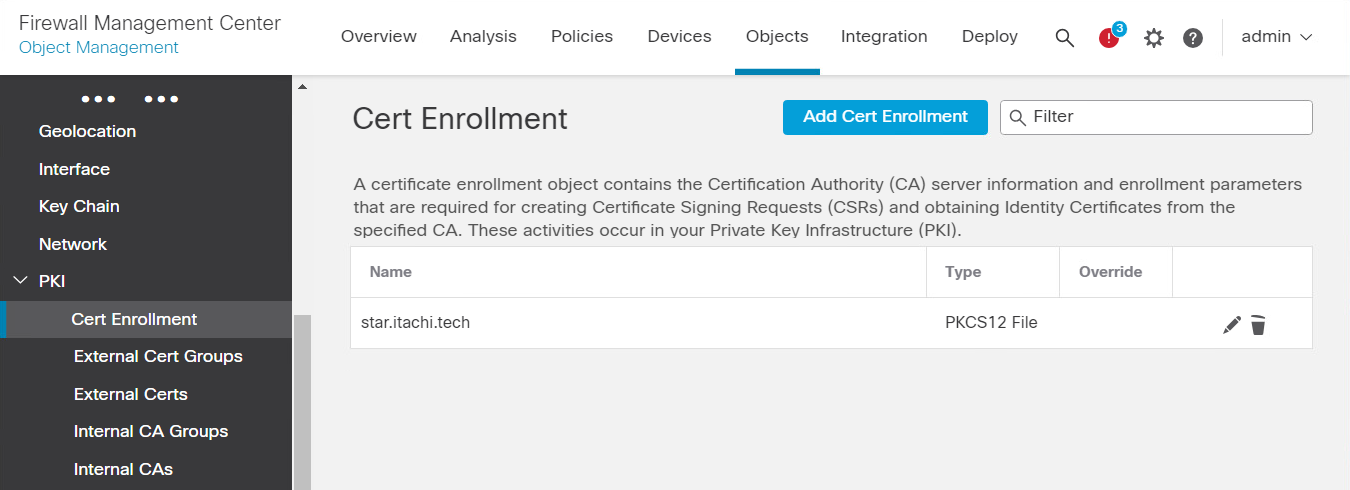 Firewall Management Center
Object Management
Overview Analysis Policies Devices Objects Integration Deploy 3 admin
Geolocation
Interface
Key Chain
Network
PKI
Cert Enrollment
External Cert Groups
External Certs
Internal CA Groups
Internal CAs
Cert Enrollment
Add Cert Enrollment
Filter
A certificate enrollment object contains the Certification Authority (CA) server information and enrollment parameters
that are required for creating Certificate Signing Requests (CSRs) and obtaining Identity Certificates from the
specified CA. These activities occur in your Private Key Infrastructure (PKI).
Name Type Override
star.itachi.tech PKCS12 File